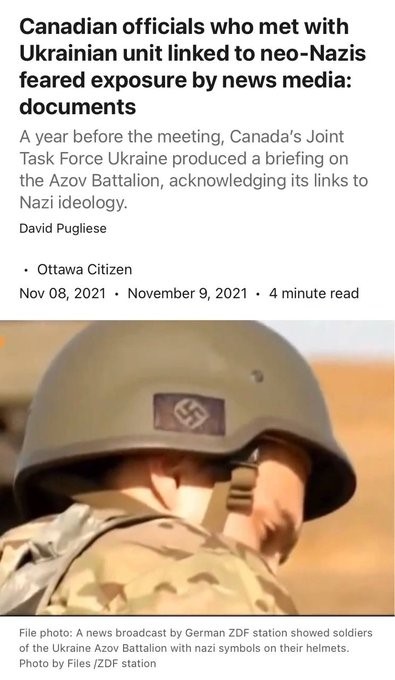 Canadian officials who met with
Ukrainian unit linked to neo-Nazis
feared exposure by news media:
documents
A year before the meeting, Canada's Joint
Task Force Ukraine produced a briefing on
the Azov Battalion, acknowledging its links to
Nazi ideology.
David Pugliese
• Ottawa Citizen
Nov 08, 2021 • November 9, 2021 • 4 minute read
File photo: A news broadcast by German ZDF station showed soldiers
of the Ukraine Azov Battalion with nazi symbols on their helmets.
Photo by Files /ZDF station